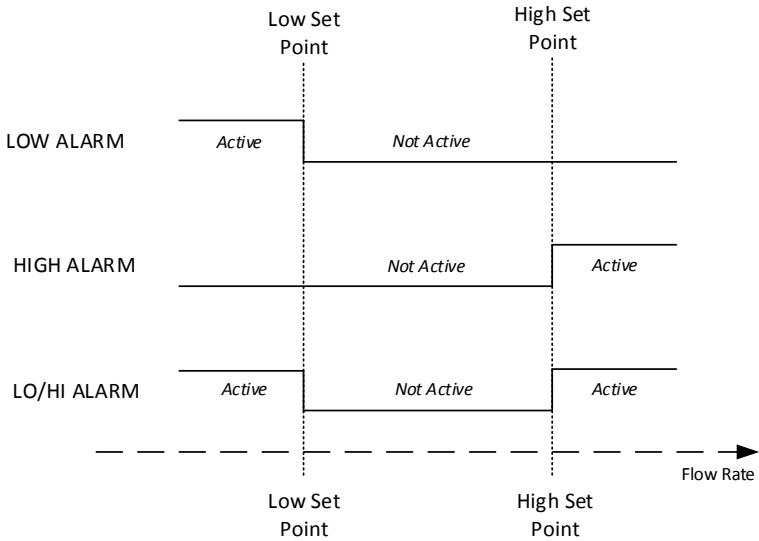 Low Set
Point
High Set
Point
LOW ALARM
Active
Not Active
HIGH ALARM
Not Active
Active
LO/HI ALARM
Active
Not Active
Active
Flow Rate
Low Set
Point
High Set
Point